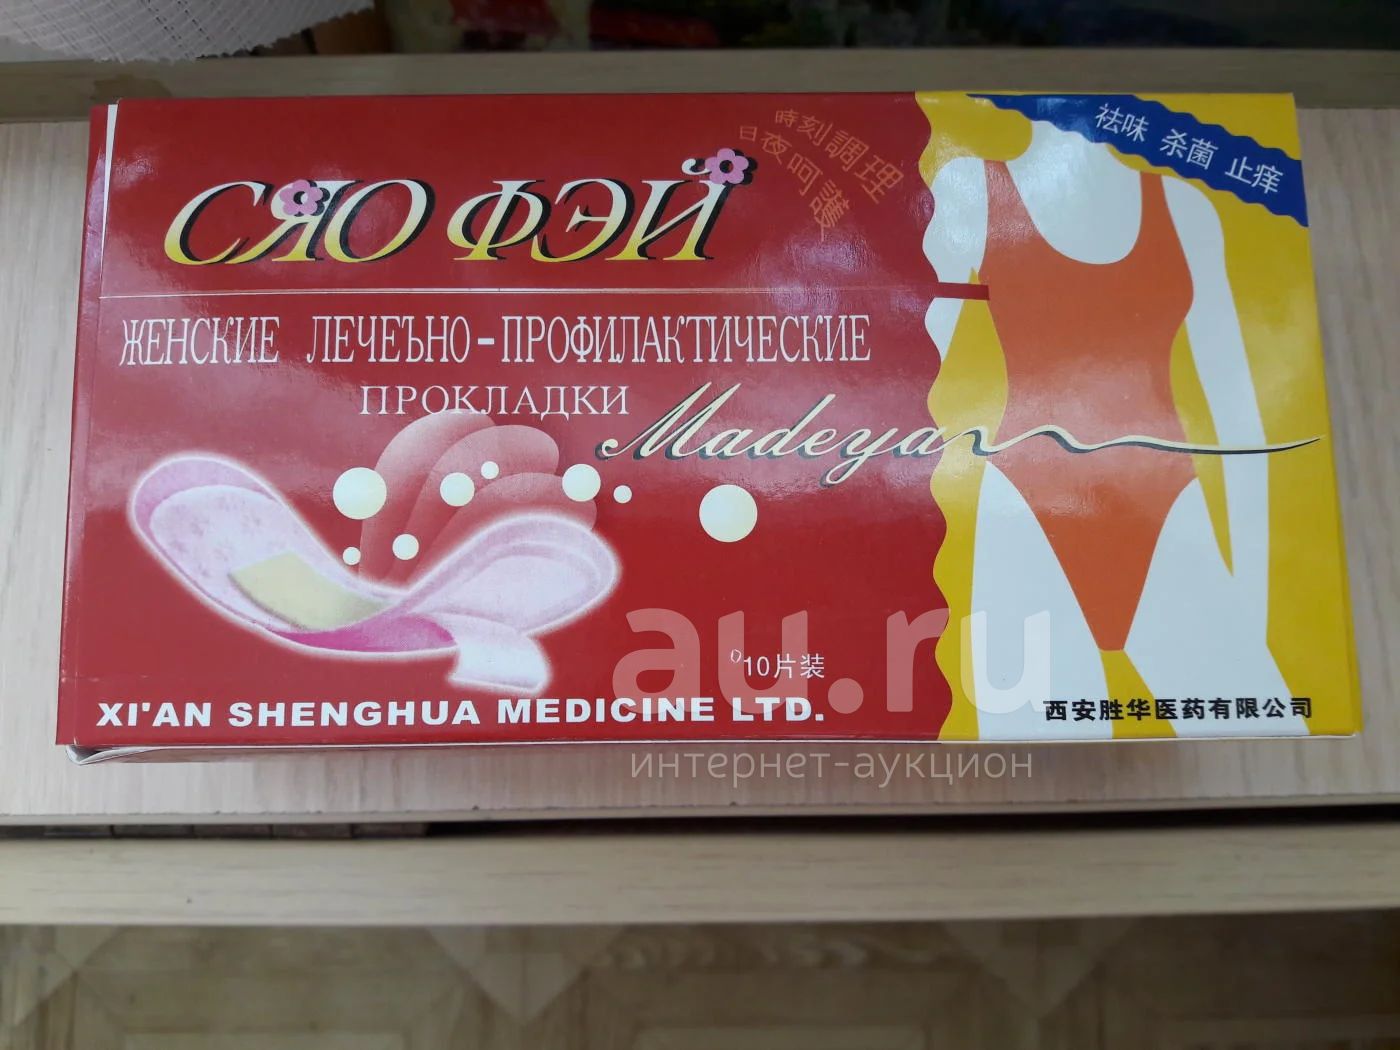 時刻調理
日夜呵護
祛味 杀菌 止痒
СЯО ФЭЙ
ЖЕНСКИЕ ЛЕЧЕЪНО-ПРОФИЛАКТИЧЕСКИЕ
ПРОКЛАДКИ
Madeya
10片装
XI'AN SHENGHUA MEDICINE LTD.
西安胜华医药有限公司
au.ru
интернет-аукцион